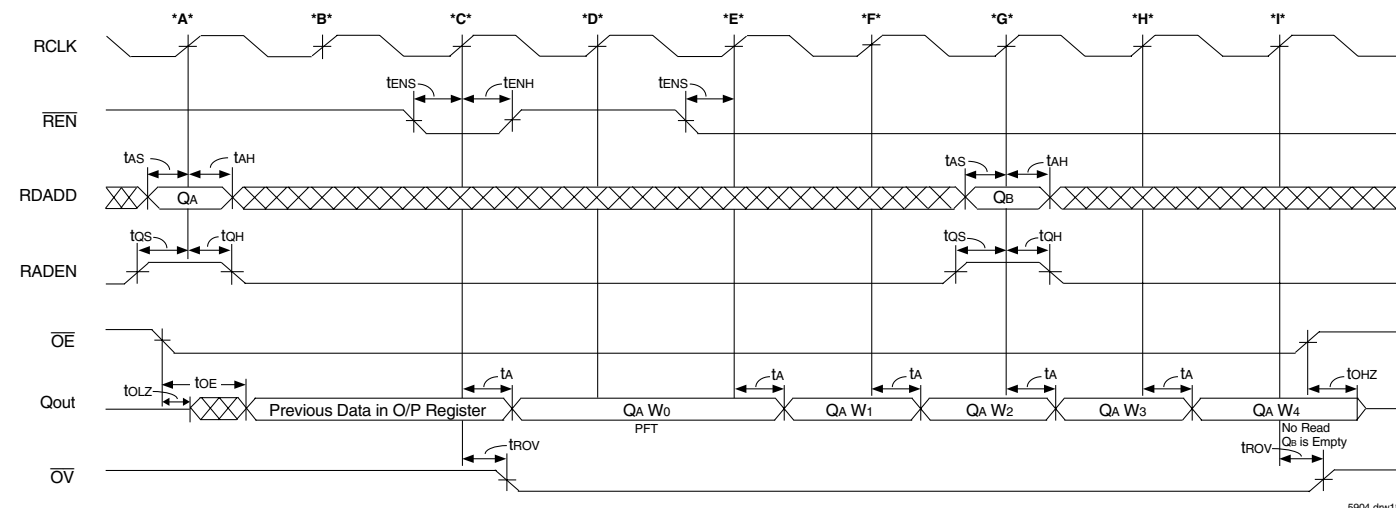 *A* *B* *C* *D* *E* *F* *G* *H* *I*
RCLK
tENS tENH tENS
REN
tAS tAH tAS tAH
RDADD QA QB
tQS tQH tQS tQH
RADEN
OE
tOLZ tOE tA tA tA tA tA tOHZ
Qout Previous Data in O/P Register QA W0 QA W1 QA W2 QA W3 QA W4
PFT No Read
QB is Empty
tROV tROV
OV